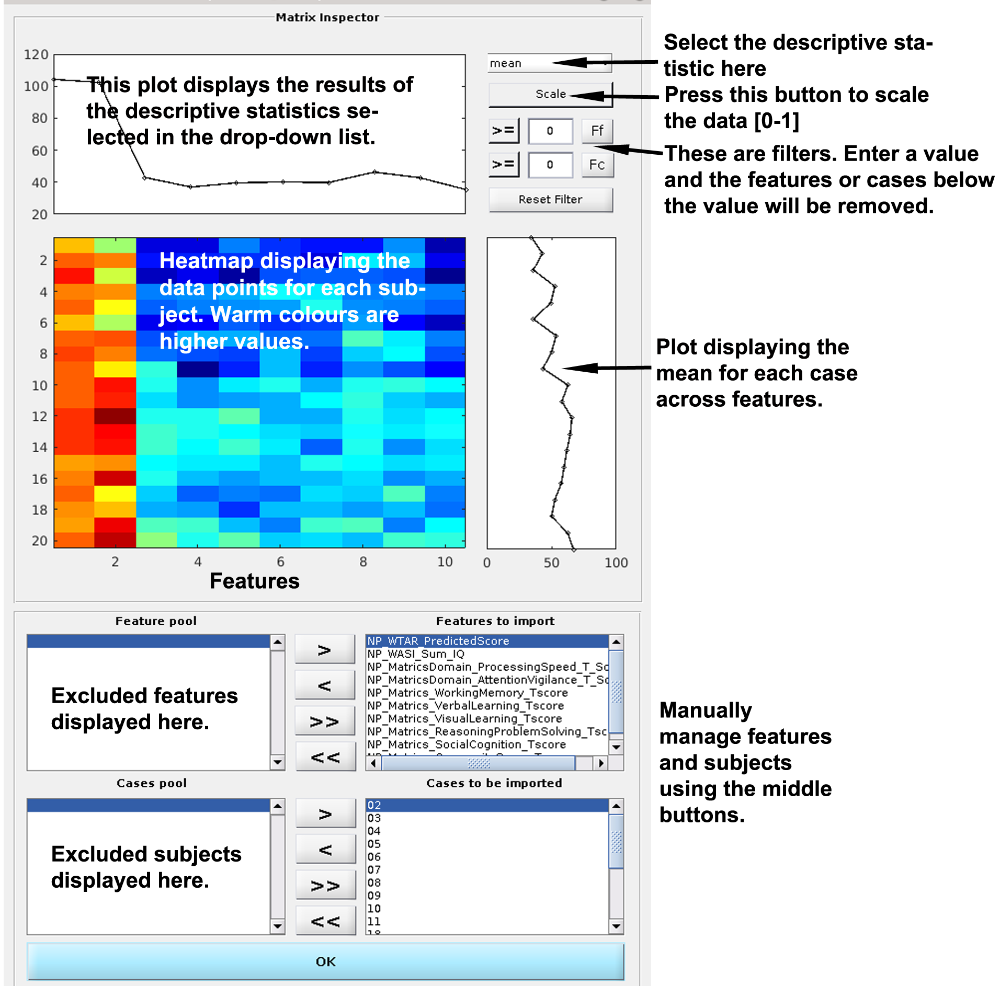 Matrix Inspector
120
100
80
60
40
20
This plot displays the results of
the descriptive statistics se-
lected in the drop-down list.
mean
Scale
>=
0
Ff
>=
0
Fc
Reset Filter
Select the descriptive sta-
tistic here
Press this button to scale
the data [0-1]
These are filters. Enter a value
and the features or cases below
the value will be removed.
2
4
6
8
10
12
14
16
18
20
Heatmap displaying the
data points for each sub-
ject. Warm colours are
higher values.
2 4 6 8 10
Features
0 50 100
Plot displaying the
mean for each case
across features.
Feature pool
Excluded features
displayed here.
>
<
>>
<<
Features to import
NP_WTAR_PredictedScore
NP_WASI_Sum_IQ
NP_MatricsDomain_ProcessingSpeed_T_Sc
NP_MatricsDomain_AttentionVigilance_T_Sc
NP_Matrics_WorkingMemory_Tscore
NP_Matrics_VerbalLearning_Tscore
NP_Matrics_VisualLearning_Tscore
NP_Matrics_ReasoningProblemSolving_Tsc
NP_Matrics_SocialCognition_Tscore
Cases pool
Excluded subjects
displayed here.
>
<
>>
<<
Cases to be imported
02
03
04
05
06
07
08
09
10
11
Manually
manage features
and subjects
using the middle
buttons.
OK